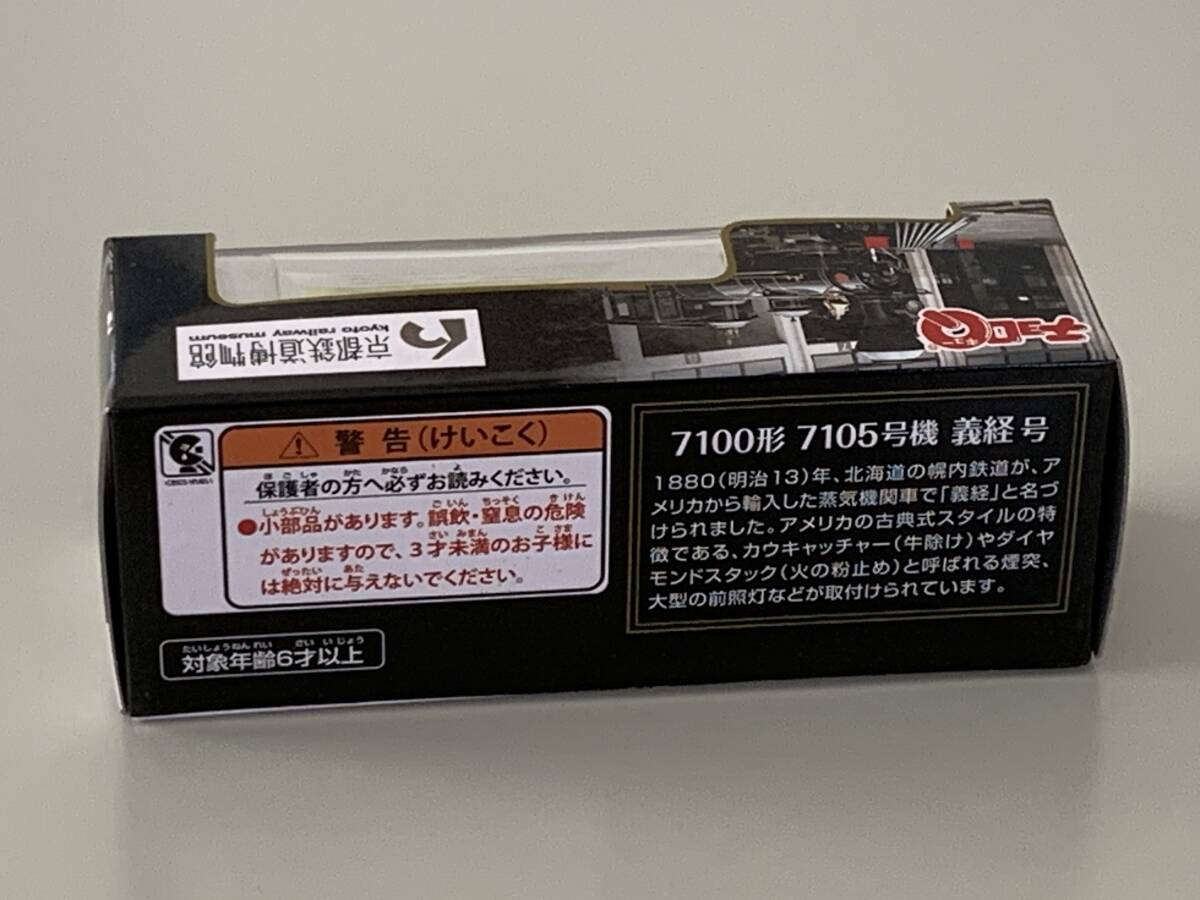 京都鉄道博物館
kyoto railway museum
チョロQ
キュー
警告(けいこく)
保護者の方へ必ずお読みください。
●小部品があります。誤飲・窒息の危険
がありますので、3才未満のお子様に
は絶対に与えないでください。
対象年齢6才以上
7100形 7105号機 義経号
1880(明治13)年、北海道の幌内鉄道が、ア
メリカから輸入した蒸気機関車で「義経」と名づ
けられました。アメリカの古典式スタイルの特
徴である、カウキャッチャー(牛除け)やダイヤ
モンドスタック(火の粉止め)と呼ばれる煙突、
大型の前照灯などが取付けられています。